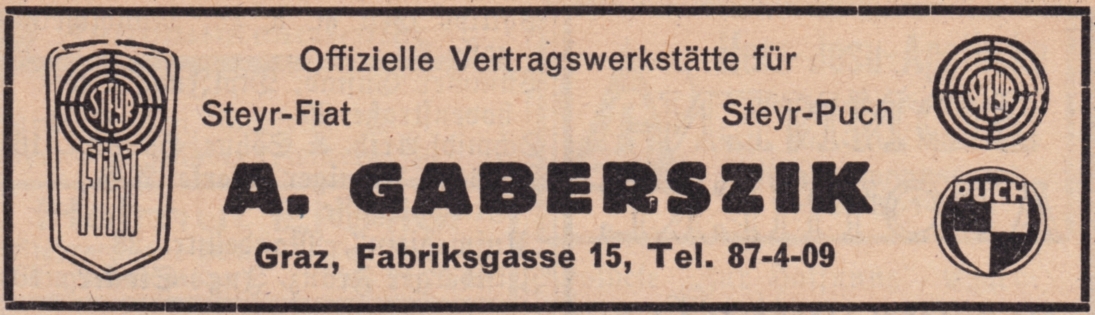 Offizielle Vertragswerkstätte für
Steyr-Fiat
Steyr-Puch
A. GABERSZIK
Graz, Fabriksgasse 15, Tel. 87-4-09
STEYR
FIAT
STEYR
PUCH